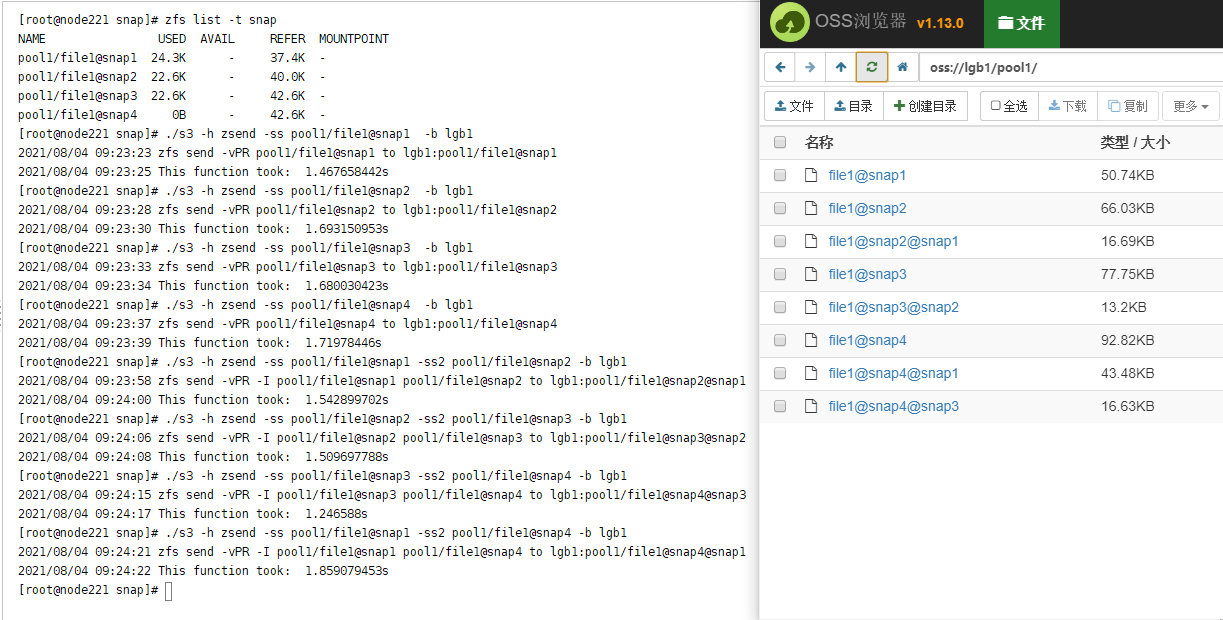 [root@node221 snap]# zfs list -t snap
NAME USED AVAIL REFER MOUNTPOINT
pool1/file1@snap1 24.3K - 37.4K -
pool1/file1@snap2 22.6K - 40.0K -
pool1/file1@snap3 22.6K - 42.6K -
pool1/file1@snap4 0B - 42.6K -
[root@node221 snap]# ./s3 -h zsend -ss pool1/file1@snap1 -b lgb1
2021/08/04 09:23:23 zfs send -vPR pool1/file1@snap1 to lgb1:pool1/file1@snap1
2021/08/04 09:23:25 This function took: 1.467658442s
[root@node221 snap]# ./s3 -h zsend -ss pool1/file1@snap2 -b lgb1
2021/08/04 09:23:28 zfs send -vPR pool1/file1@snap2 to lgb1:pool1/file1@snap2
2021/08/04 09:23:30 This function took: 1.693150953s
[root@node221 snap]# ./s3 -h zsend -ss pool1/file1@snap3 -b lgb1
2021/08/04 09:23:33 zfs send -vPR pool1/file1@snap3 to lgb1:pool1/file1@snap3
2021/08/04 09:23:34 This function took: 1.680030423s
[root@node221 snap]# ./s3 -h zsend -ss pool1/file1@snap4 -b lgb1
2021/08/04 09:23:37 zfs send -vPR pool1/file1@snap4 to lgb1:pool1/file1@snap4
2021/08/04 09:23:39 This function took: 1.71978446s
[root@node221 snap]# ./s3 -h zsend -ss pool1/file1@snap1 -ss2 pool1/file1@snap2 -b lgb1
2021/08/04 09:23:58 zfs send -vPR -I pool1/file1@snap1 pool1/file1@snap2 to lgb1:pool1/file1@snap2@snap1
2021/08/04 09:24:00 This function took: 1.542899702s
[root@node221 snap]# ./s3 -h zsend -ss pool1/file1@snap2 -ss2 pool1/file1@snap3 -b lgb1
2021/08/04 09:24:06 zfs send -vPR -I pool1/file1@snap2 pool1/file1@snap3 to lgb1:pool1/file1@snap3@snap2
2021/08/04 09:24:08 This function took: 1.509697788s
[root@node221 snap]# ./s3 -h zsend -ss pool1/file1@snap3 -ss2 pool1/file1@snap4 -b lgb1
2021/08/04 09:24:15 zfs send -vPR -I pool1/file1@snap3 pool1/file1@snap4 to lgb1:pool1/file1@snap4@snap3
2021/08/04 09:24:17 This function took: 1.246588s
[root@node221 snap]# ./s3 -h zsend -ss pool1/file1@snap1 -ss2 pool1/file1@snap4 -b lgb1
2021/08/04 09:24:21 zfs send -vPR -I pool1/file1@snap1 pool1/file1@snap4 to lgb1:pool1/file1@snap4@snap1
2021/08/04 09:24:22 This function took: 1.859079453s
[root@node221 snap]#
OSS浏览器 v1.13.0 文件
oss://lgb1/pool1/
文件 目录 创建目录 全选 下载 复制 更多
名称 类型 / 大小
file1@snap1 50.74KB
file1@snap2 66.03KB
file1@snap2@snap1 16.69KB
file1@snap3 77.75KB
file1@snap3@snap2 13.2KB
file1@snap4 92.82KB
file1@snap4@snap1 43.48KB
file1@snap4@snap3 16.63KB